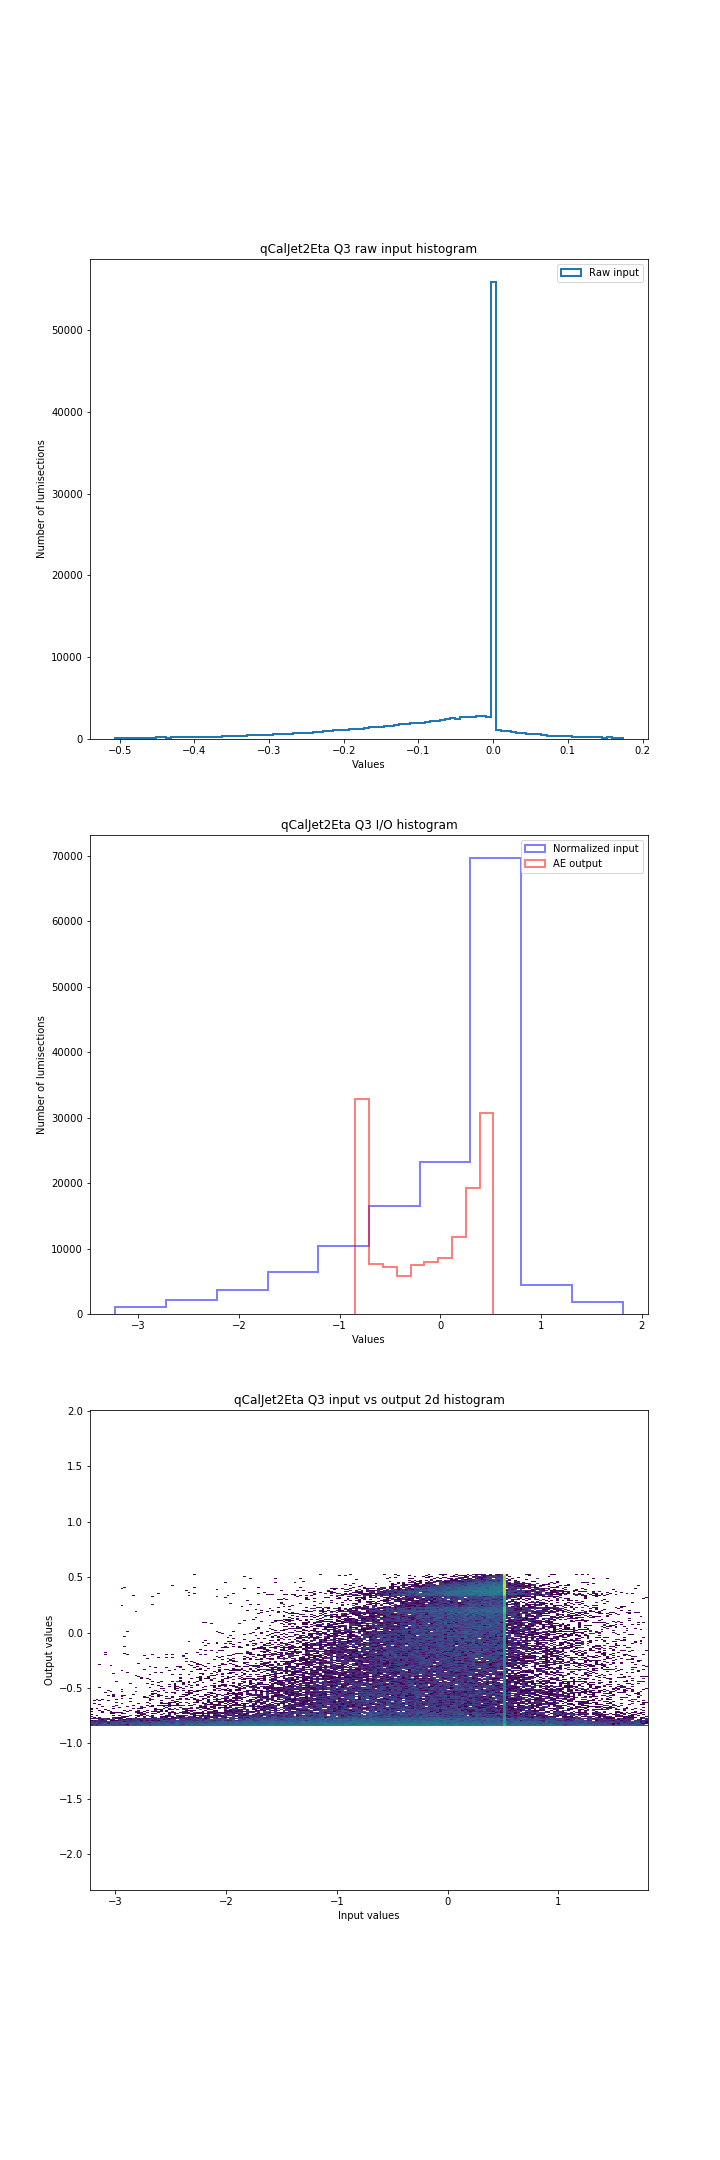 qCalJet2Eta Q3 raw input histogram
Raw input
50000
40000
30000
20000
10000
0
Number of lumisections
−0.5 −0.4 −0.3 −0.2 −0.1 0.0 0.1 0.2
Values
qCalJet2Eta Q3 I/O histogram
Normalized input
AE output
70000
60000
50000
40000
30000
20000
10000
0
Number of lumisections
−3 −2 −1 0 1 2
Values
qCalJet2Eta Q3 input vs output 2d histogram
2.0
1.5
1.0
0.5
0.0
−0.5
−1.0
−1.5
−2.0
Output values
−3 −2 −1 0 1
Input values